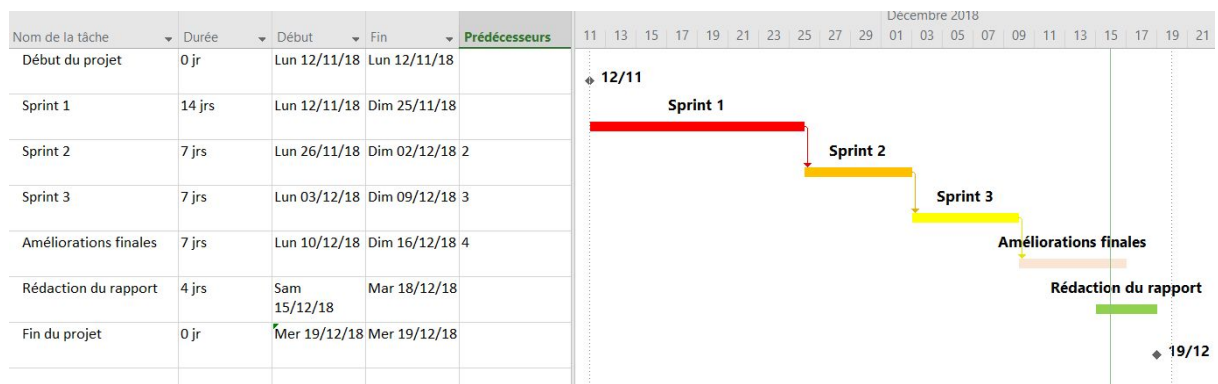 Décembre 2018
Nom de la tâche Durée Début Fin Prédécesseurs 11 13 15 17 19 21 23 25 27 29 01 03 05 07 09 11 13 15 17 19 21
Début du projet 0 jr Lun 12/11/18 Lun 12/11/18
12/11
Sprint 1 14 jrs Lun 12/11/18 Dim 25/11/18 Sprint 1
Sprint 2 7 jrs Lun 26/11/18 Dim 02/12/18 2 Sprint 2
Sprint 3 7 jrs Lun 03/12/18 Dim 09/12/18 3 Sprint 3
Améliorations finales 7 jrs Lun 10/12/18 Dim 16/12/18 4 Améliorations finales
Rédaction du rapport 4 jrs Sam Mar 18/12/18 Rédaction du rapport
15/12/18
Fin du projet 0 jr Mer 19/12/18 Mer 19/12/18
19/12